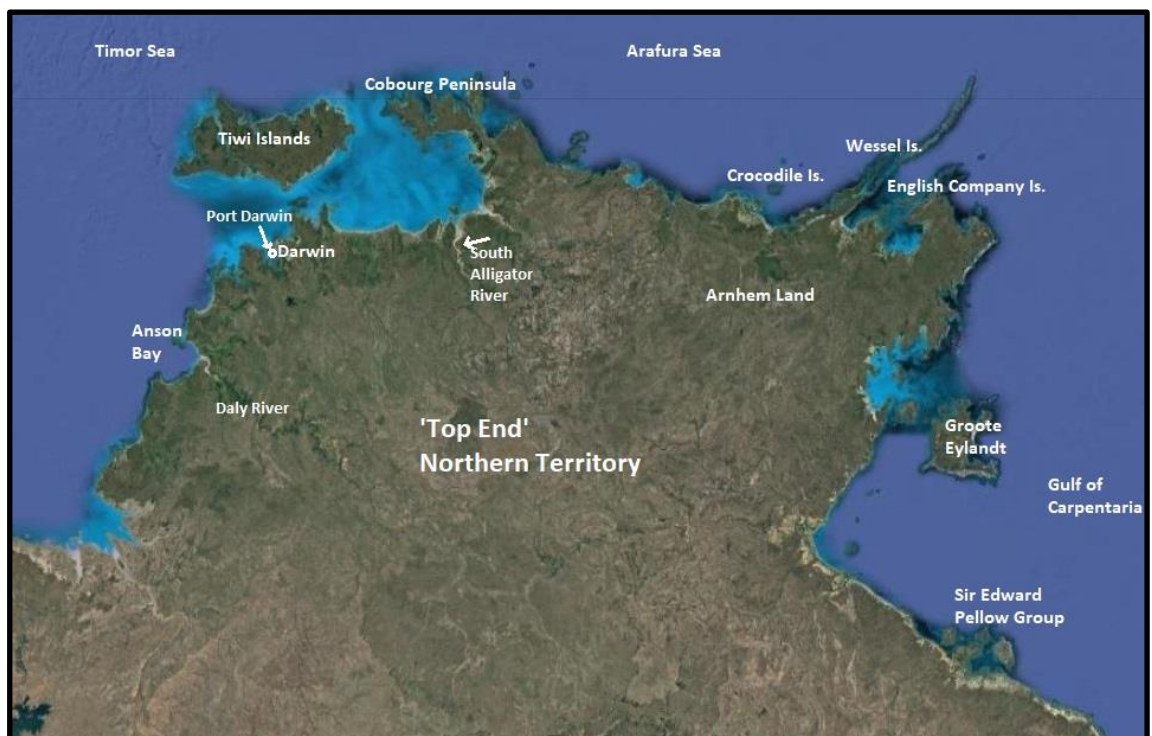 Timor Sea
Arafura Sea
Cobourg Peninsula
Tiwi Islands
Wessel Is.
Crocodile Is.
English Company Is.
Port Darwin
Darwin
South
Alligator
River
Arnhem Land
Anson
Bay
Daly River
'Top End'
Northern Territory
Groote
Eylandt
Gulf of
Carpentaria
Sir Edward
Pellow Group